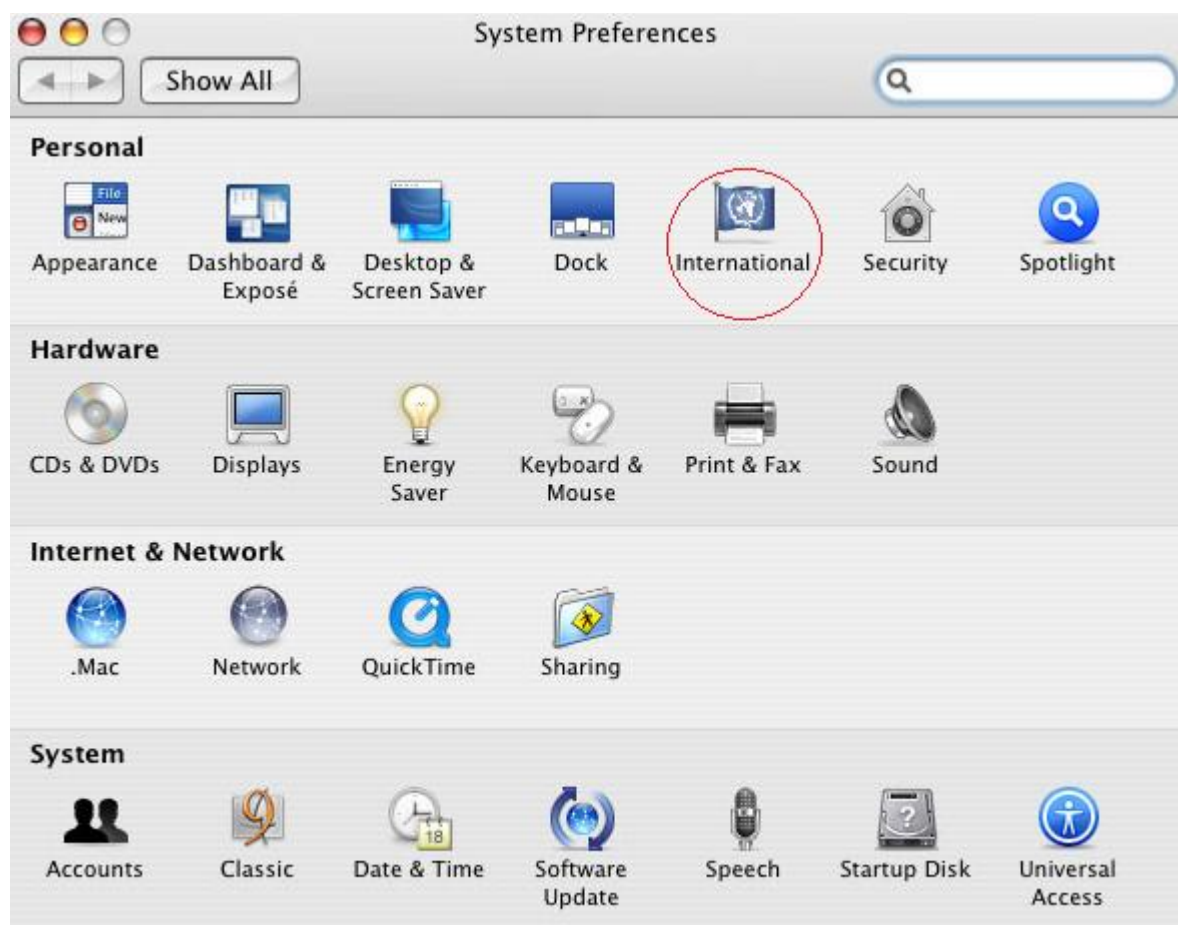 System Preferences
Show All
Personal
File
New
Appearance
Dashboard &
Exposé
Desktop &
Screen Saver
Dock
International
Security
Spotlight
Hardware
CDs & DVDs
Displays
Energy
Saver
Keyboard &
Mouse
Print & Fax
Sound
Internet & Network
.Mac
Network
QuickTime
Sharing
System
9
18
?
Accounts
Classic
Date & Time
Software
Update
Speech
Startup Disk
Universal
Access